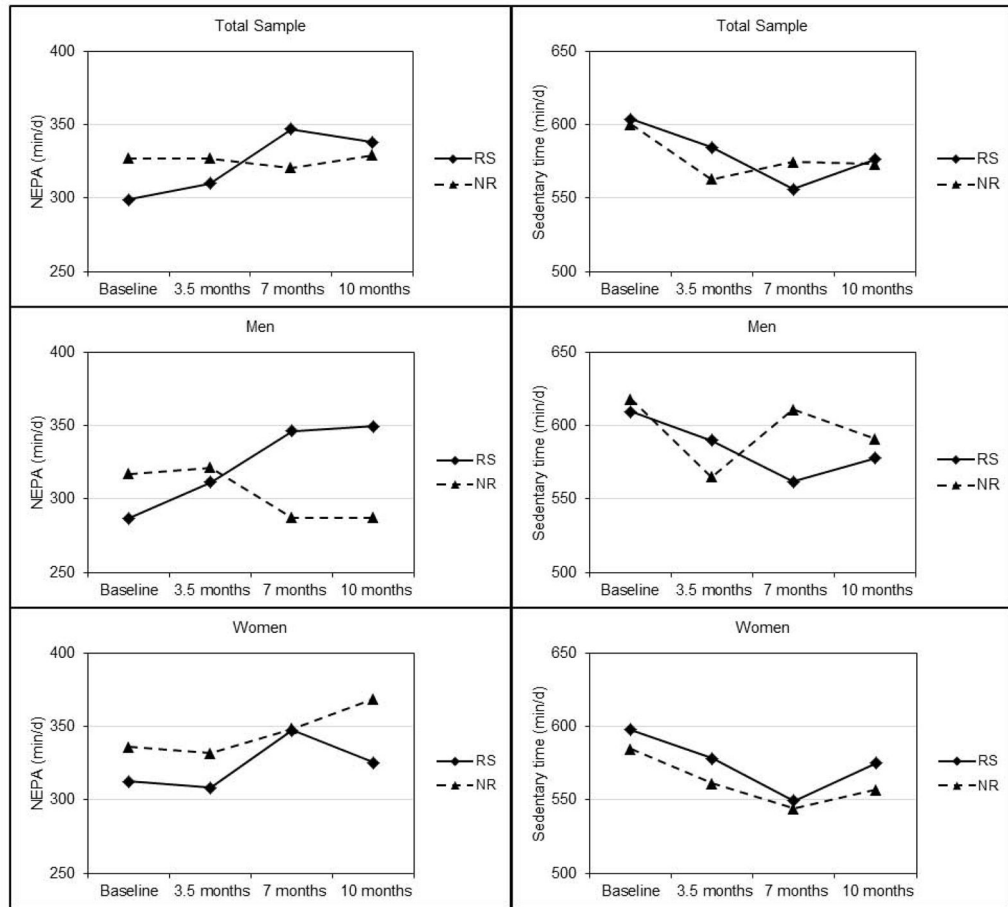 Total Sample
NEPA (min/d)
400
350
300
250
Baseline 3.5 months 7 months 10 months
RS
NR
Total Sample
Sedentary time (min/d)
650
600
550
500
Baseline 3.5 months 7 months 10 months
RS
NR
Men
NEPA (min/d)
400
350
300
250
Baseline 3.5 months 7 months 10 months
RS
NR
Men
Sedentary time (min/d)
650
600
550
500
Baseline 3.5 months 7 months 10 months
RS
NR
Women
NEPA (min/d)
400
350
300
250
Baseline 3.5 months 7 months 10 months
RS
NR
Women
Sedentary time (min/d)
650
600
550
500
Baseline 3.5 months 7 months 10 months
RS
NR